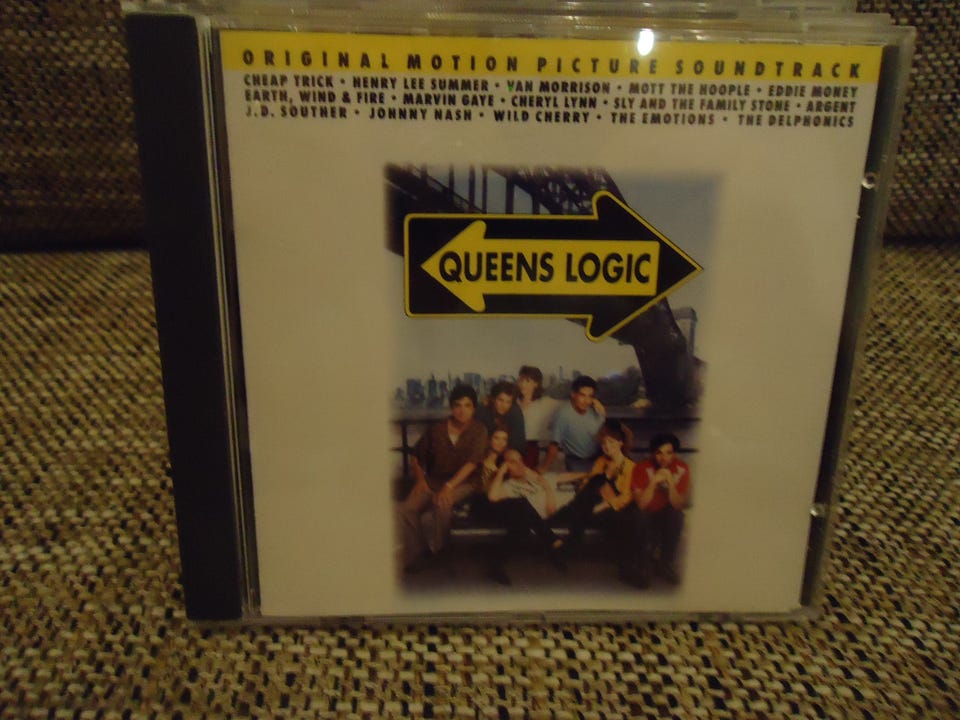 ORIGINAL MOTION PICTURE SOUNDTRACK
CHEAP TRICK • HENRY LEE SUMMER • VAN MORRISON • MOTT THE HOOPLE • EDDIE MONEY
EARTH, WIND & FIRE • MARVIN GAYE • CHERYL LYNN • SLY AND THE FAMILY STONE • ARGENT
J.D. SOUTHER • JOHNNY NASH • WILD CHERRY • THE EMOTIONS • THE DELPHONICS
QUEENS LOGIC